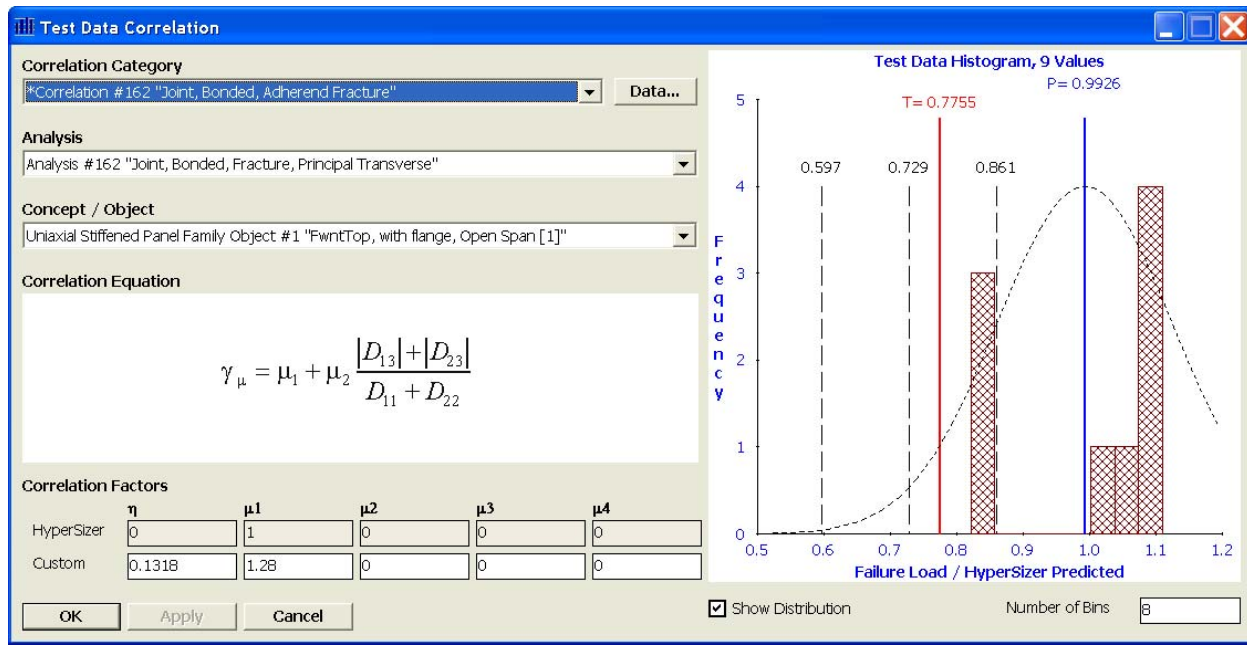 Test Data Correlation
Correlation Category
*Correlation #162 "Joint, Bonded, Adherend Fracture"
Data...
Analysis
Analysis #162 "Joint, Bonded, Fracture, Principal Transverse"
Concept / Object
Uniaxial Stiffened Panel Family Object #1 "FwntTop, with flange, Open Span [1]"
Correlation Equation
γ_μ = μ₁ + μ₂ (|D₁₃|+|D₂₃|)/(D₁₁ + D₂₂)
Correlation Factors
η μ1 μ2 μ3 μ4
HyperSizer 0 1 0 0 0
Custom 0.1318 1.28 0 0 0
OK Apply Cancel
Test Data Histogram, 9 Values
P= 0.9926
T= 0.7755
0.597 0.729 0.861
5
4
3
2
1
0
Frequency
0.5 0.6 0.7 0.8 0.9 1.0 1.1 1.2
Failure Load / HyperSizer Predicted
Show Distribution Number of Bins 8